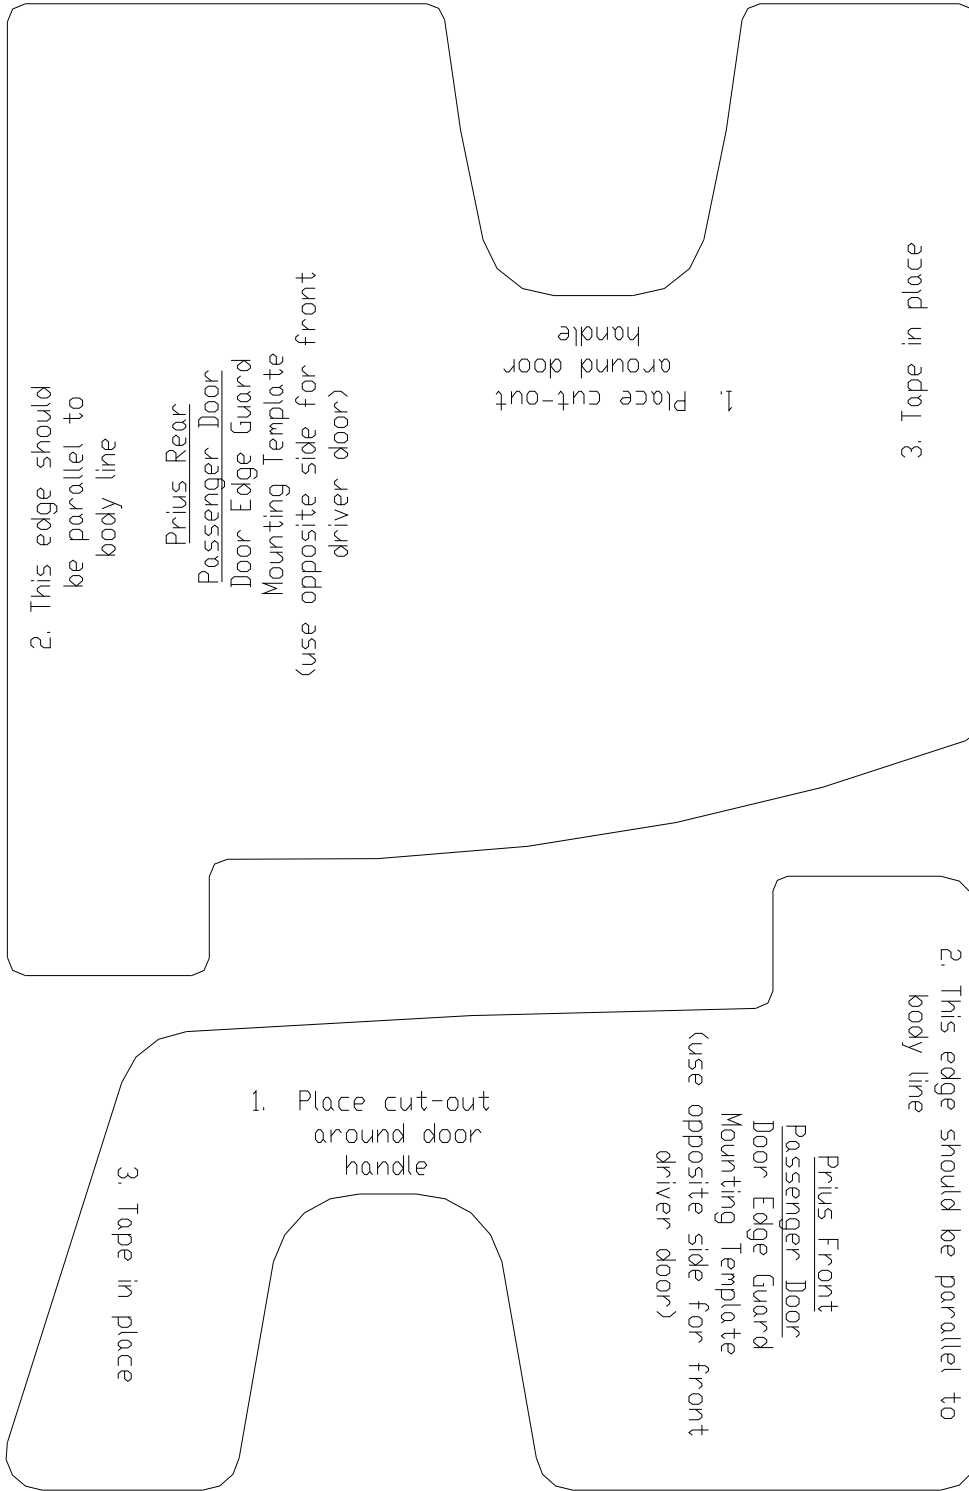 2. This edge should
be parallel to
body line
Prius Rear
Passenger Door
Door Edge Guard
Mounting Template
(use opposite side for front
driver door)
1. Place cut-out
around door
handle
3. Tape in place
2. This edge should be parallel to
body line
Prius Front
Passenger Door
Door Edge Guard
Mounting Template
(use opposite side for front
driver door)
1. Place cut-out
around door
handle
3. Tape in place